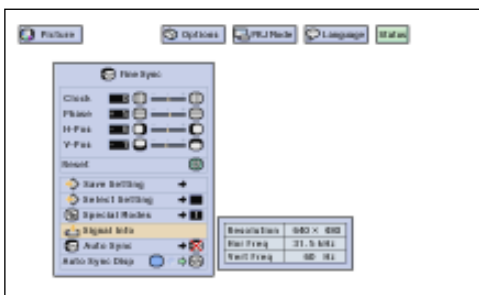 Picture Options PRJ Mode Language Status
Fine Sync
Clock
Phase
H-Pos
V-Pos
Reset
Save Setting
Select Setting
Special Modes
Signal Info
Auto Sync
Auto Sync Disp
Resolution 640 × 480
Hor Freq 31.5 kHz
Vert Freq 60 Hz